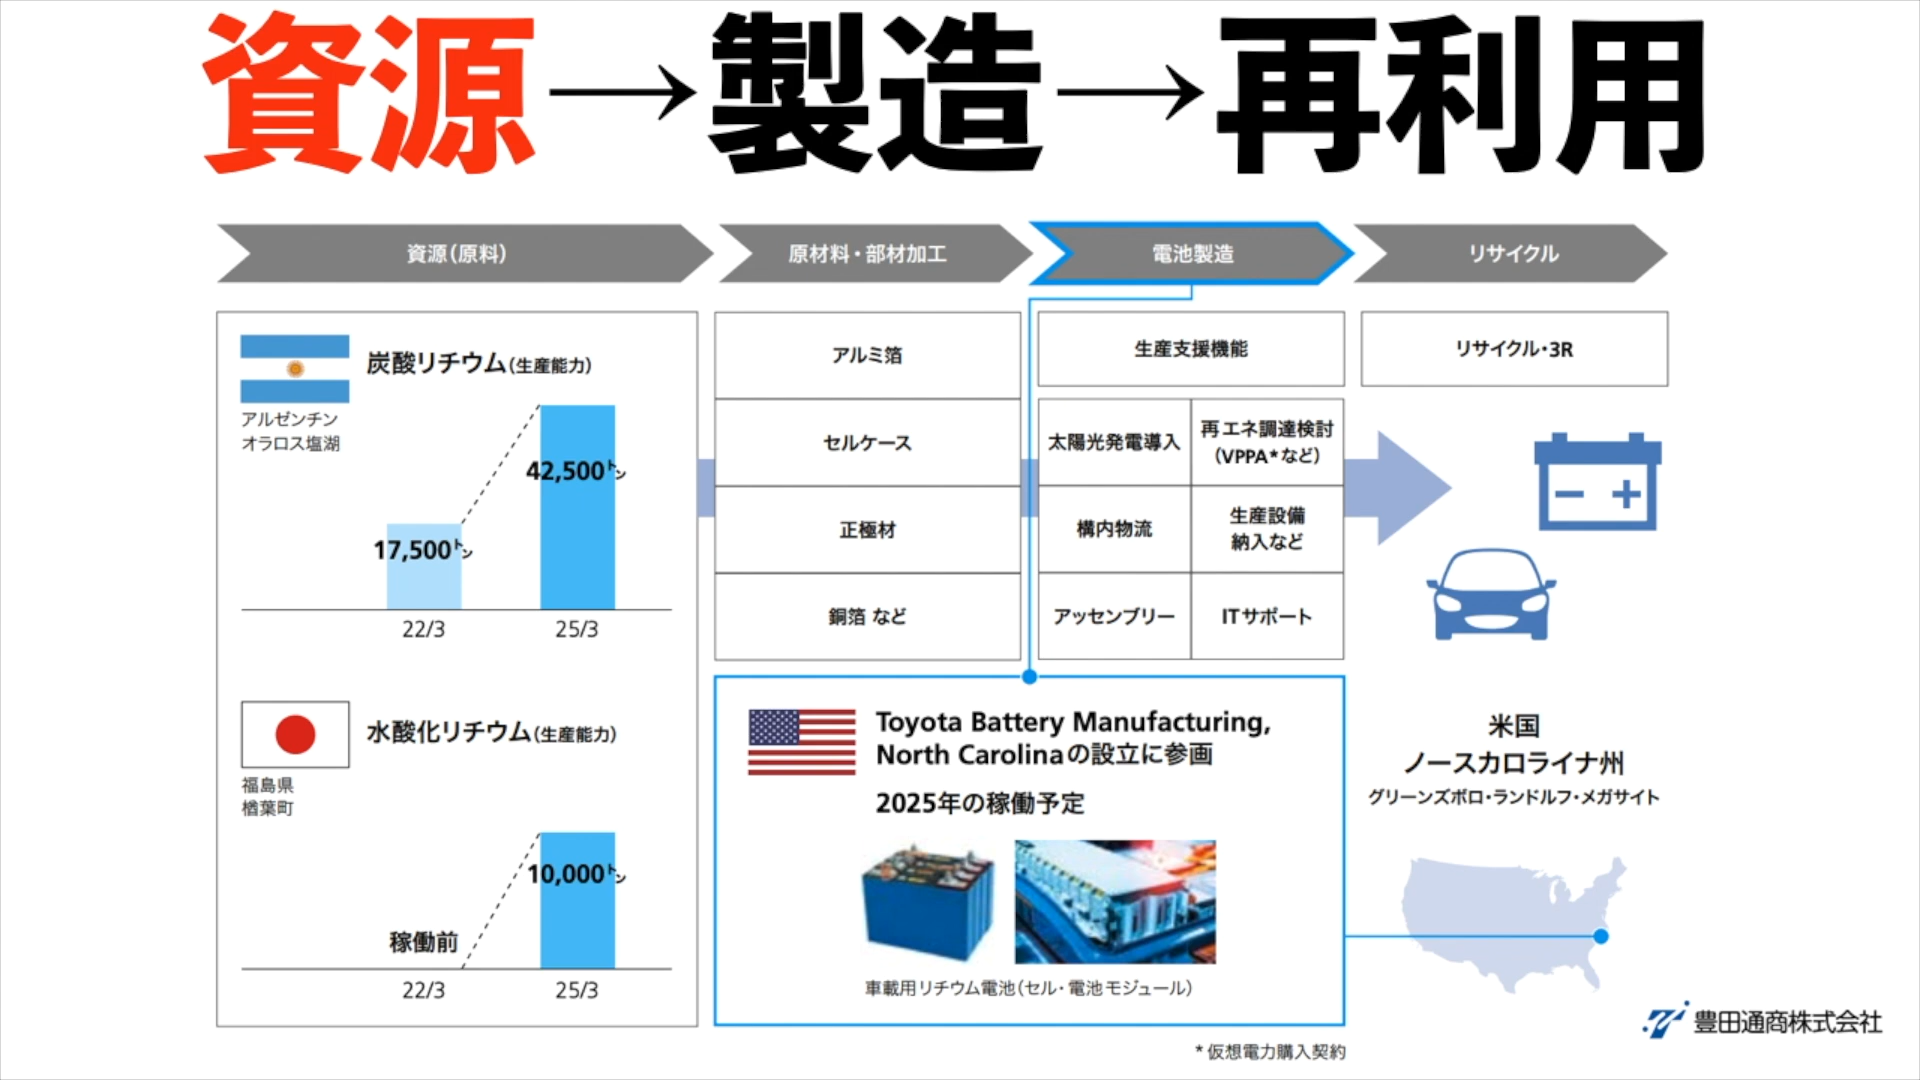 資源→製造→再利用
資源(原料)
原材料・部材加工
電池製造
リサイクル
炭酸リチウム(生産能力)
アルゼンチン
オラロス塩湖
42,500トン
17,500トン
22/3
25/3
水酸化リチウム(生産能力)
福島県
楢葉町
10,000トン
稼働前
22/3
25/3
アルミ箔
セルケース
正極材
銅箔 など
生産支援機能
太陽光発電導入
再エネ調達検討
(VPPA*など)
構内物流
生産設備
納入など
アッセンブリー
ITサポート
リサイクル・3R
Toyota Battery Manufacturing,
North Carolinaの設立に参画
2025年の稼働予定
車載用リチウム電池(セル・電池モジュール)
米国
ノースカロライナ州
グリーンズボロ・ランドルフ・メガサイト
豊田通商株式会社
*仮想電力購入契約